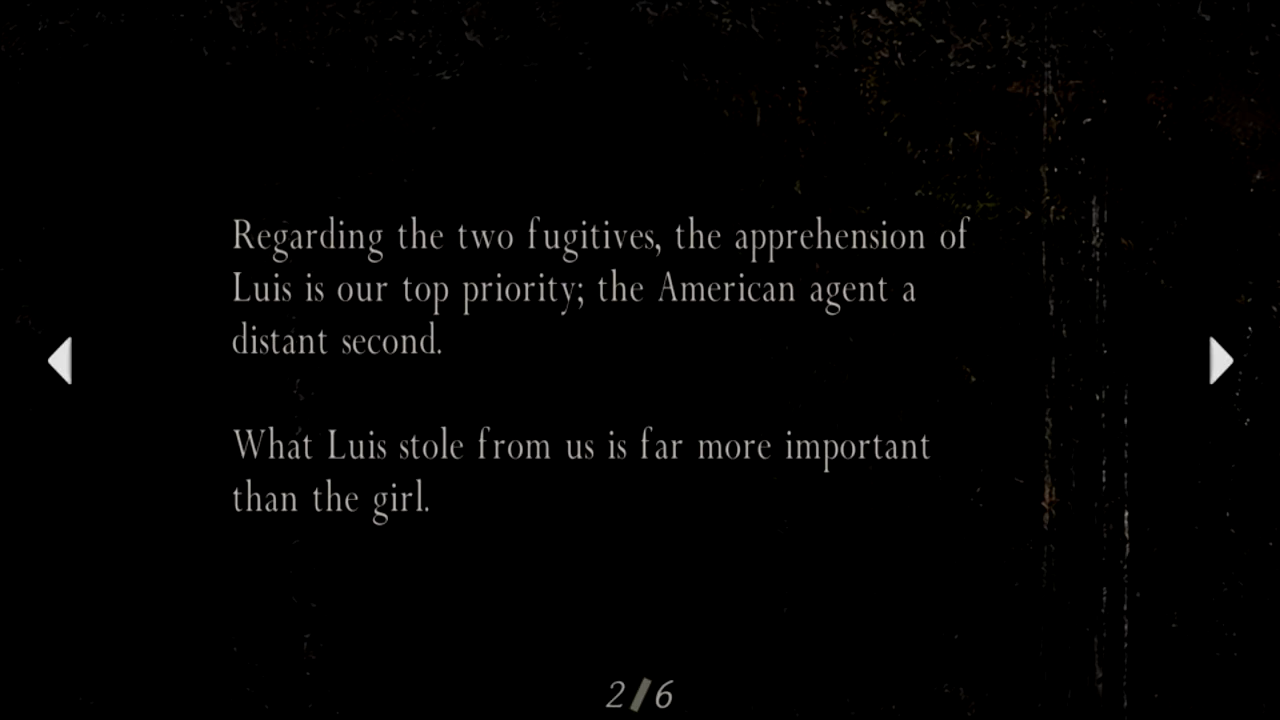 Regarding the two fugitives, the apprehension of
Luis is our top priority; the American agent a
distant second.
What Luis stole from us is far more important
than the girl.
2/6